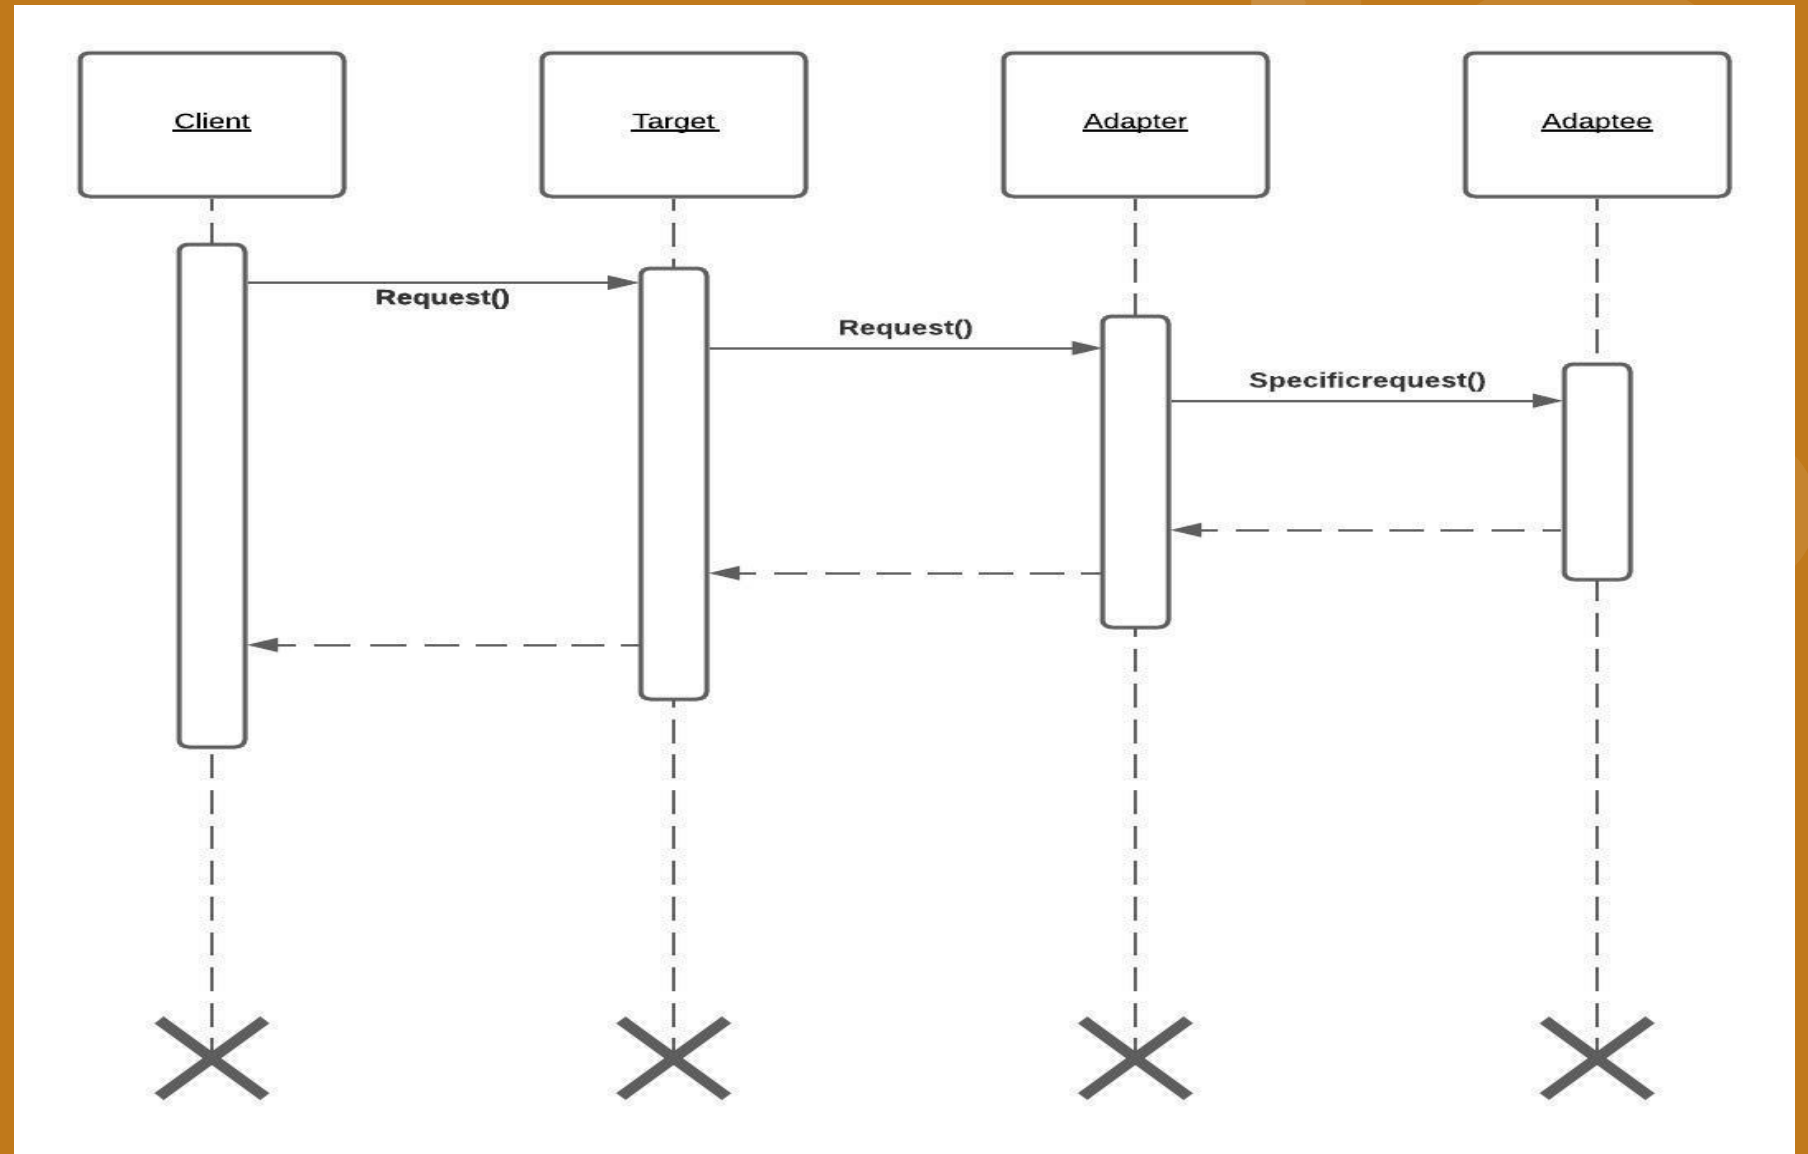 Client
Target
Adapter
Adaptee
Request()
Request()
Specificrequest()